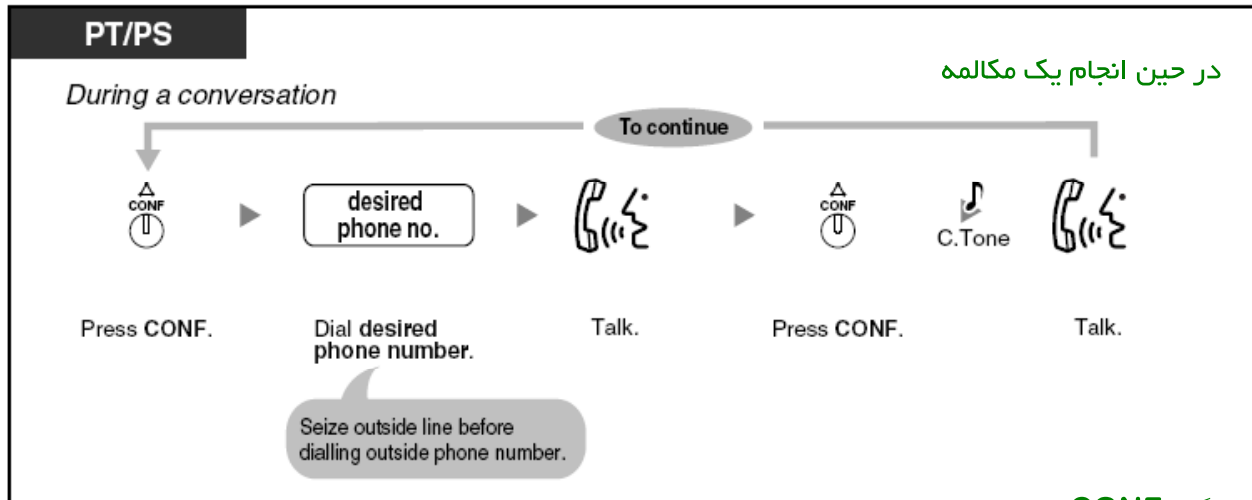 PT/PS
در حین انجام یک مکالمه
During a conversation
To continue
CONF
desired
phone no.
CONF
C.Tone
Press CONF.
Dial desired
phone number.
Talk.
Press CONF.
Talk.
Seize outside line before
dialling outside phone number.
CONF